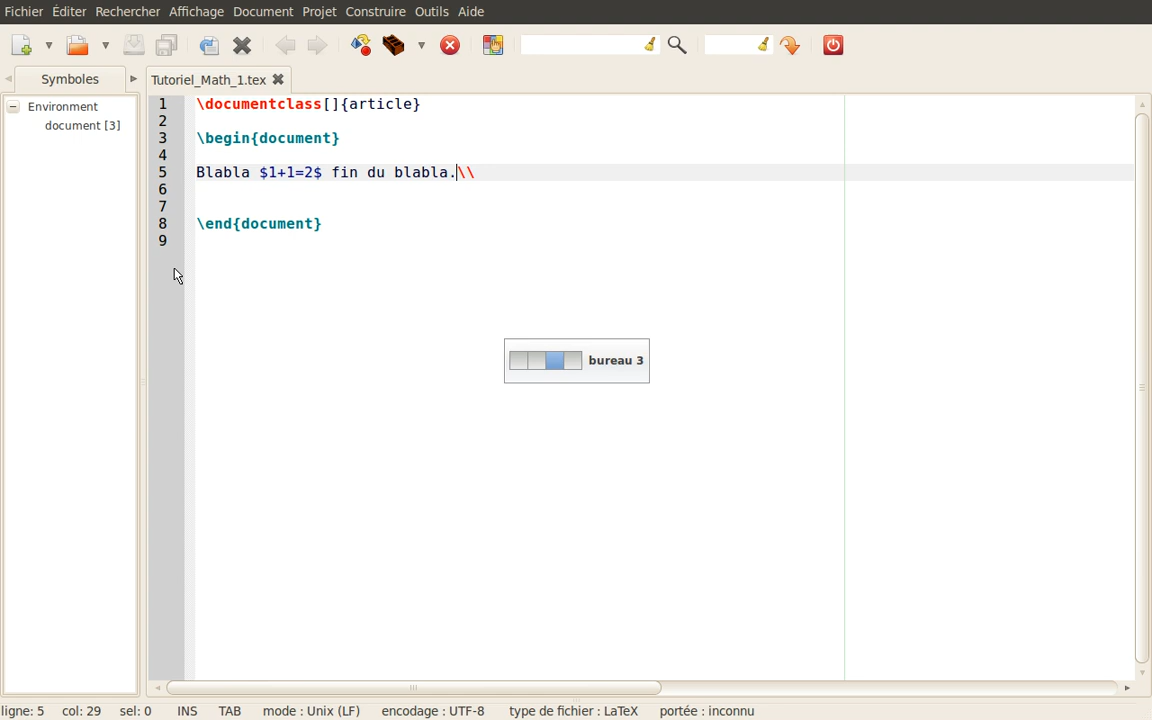 Fichier Éditer Rechercher Affichage Document Projet Construire Outils Aide
Symboles
Tutoriel_Math_1.tex
Environment
document [3]
1 \documentclass[]{article}
2
3 \begin{document}
4
5 Blabla $1+1=2$ fin du blabla.\\
6
7
8 \end{document}
9
bureau 3
ligne: 5 col: 29 sel: 0 INS TAB mode : Unix (LF) encodage : UTF-8 type de fichier : LaTeX portée : inconnu